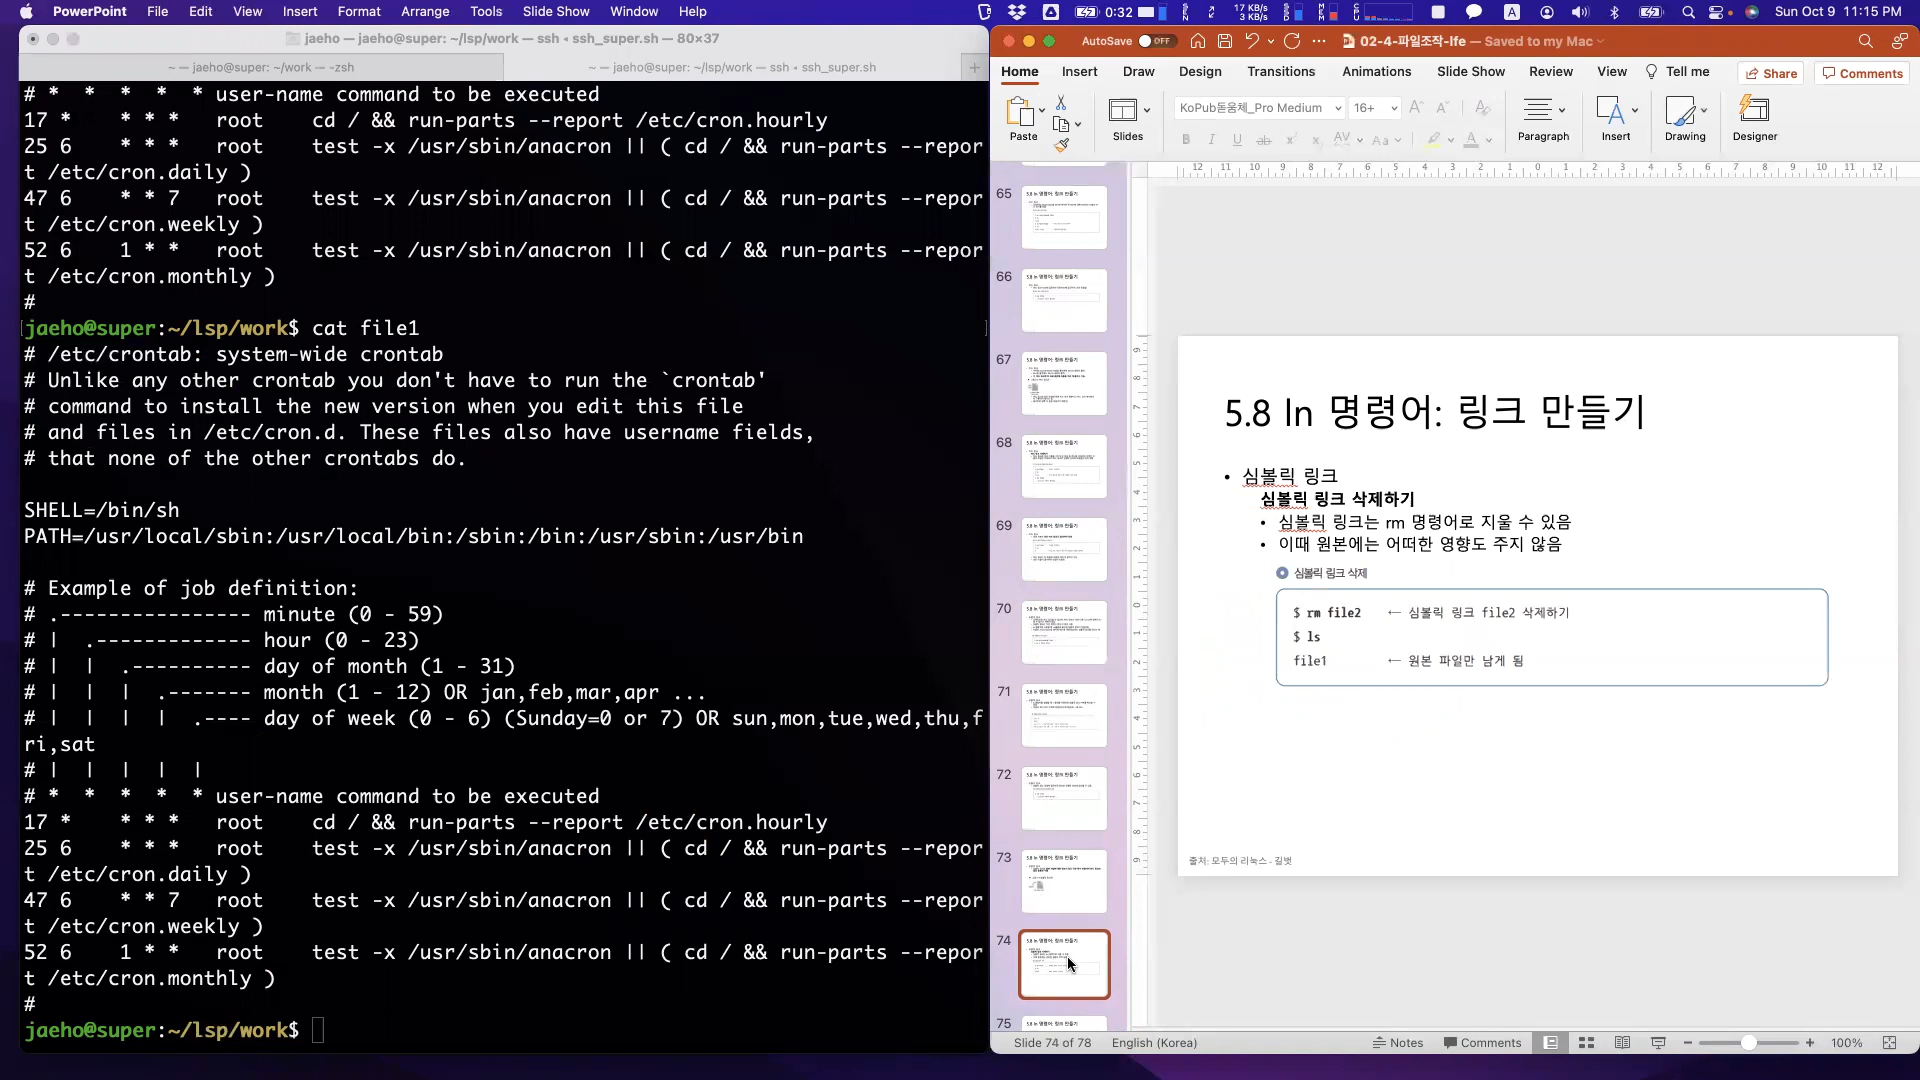 PowerPoint File Edit View Insert Format Arrange Tools Slide Show Window Help
0:32 17 KB/s 3 KB/s Sun Oct 9 11:15 PM
jaeho — jaeho@super: ~/lsp/work — ssh ◂ ssh_super.sh — 80×37
~ — jaeho@super: ~/work — -zsh
~ — jaeho@super: ~/lsp/work — ssh ◂ ssh_super.sh
# *  *  *  *  * user-name command to be executed
17 *    * * *   root    cd / && run-parts --report /etc/cron.hourly
25 6    * * *   root    test -x /usr/sbin/anacron || ( cd / && run-parts --repor
t /etc/cron.daily )
47 6    * * 7   root    test -x /usr/sbin/anacron || ( cd / && run-parts --repor
t /etc/cron.weekly )
52 6    1 * *   root    test -x /usr/sbin/anacron || ( cd / && run-parts --repor
t /etc/cron.monthly )
#
jaeho@super:~/lsp/work$ cat file1
# /etc/crontab: system-wide crontab
# Unlike any other crontab you don't have to run the `crontab'
# command to install the new version when you edit this file
# and files in /etc/cron.d. These files also have username fields,
# that none of the other crontabs do.
SHELL=/bin/sh
PATH=/usr/local/sbin:/usr/local/bin:/sbin:/bin:/usr/sbin:/usr/bin
# Example of job definition:
# .---------------- minute (0 - 59)
# |  .------------- hour (0 - 23)
# |  |  .---------- day of month (1 - 31)
# |  |  |  .------- month (1 - 12) OR jan,feb,mar,apr ...
# |  |  |  |  .---- day of week (0 - 6) (Sunday=0 or 7) OR sun,mon,tue,wed,thu,f
ri,sat
# |  |  |  |  |
# *  *  *  *  * user-name command to be executed
17 *    * * *   root    cd / && run-parts --report /etc/cron.hourly
25 6    * * *   root    test -x /usr/sbin/anacron || ( cd / && run-parts --repor
t /etc/cron.daily )
47 6    * * 7   root    test -x /usr/sbin/anacron || ( cd / && run-parts --repor
t /etc/cron.weekly )
52 6    1 * *   root    test -x /usr/sbin/anacron || ( cd / && run-parts --repor
t /etc/cron.monthly )
#
jaeho@super:~/lsp/work$
AutoSave OFF 02-4-파일조작-lfe — Saved to my Mac
Home Insert Draw Design Transitions Animations Slide Show Review View Tell me Share Comments
KoPub돋움체_Pro Medium 16+
Paste Slides Paragraph Insert Drawing Designer
65
66
67
68
69
70
71
72
73
74
75
5.8 ln 명령어: 링크 만들기
• 심볼릭 링크
심볼릭 링크 삭제하기
• 심볼릭 링크는 rm 명령어로 지울 수 있음
• 이때 원본에는 어떠한 영향도 주지 않음
심볼릭 링크 삭제
$ rm file2 ← 심볼릭 링크 file2 삭제하기
$ ls
file1 ← 원본 파일만 남게 됨
출처: 모두의 리눅스 - 길벗
Slide 74 of 78 English (Korea) Notes Comments 100%